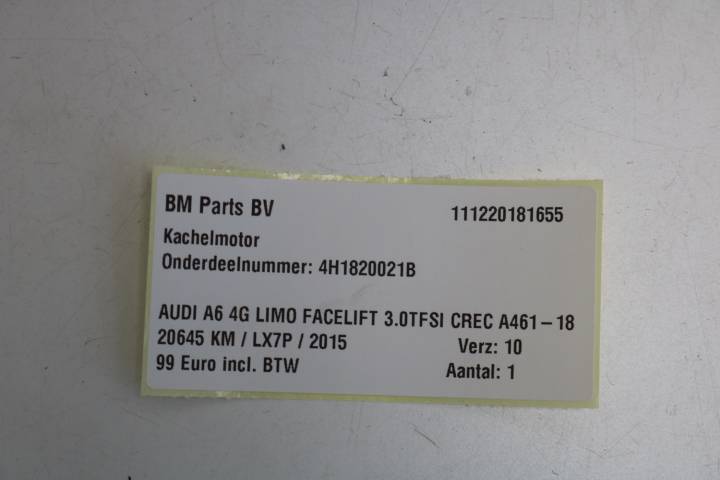 BM Parts BV 111220181655
Kachelmotor
Onderdeelnummer: 4H1820021B
AUDI A6 4G LIMO FACELIFT 3.0TFSI CREC A461-18
20645 KM / LX7P / 2015 Verz: 10
99 Euro incl. BTW Aantal: 1